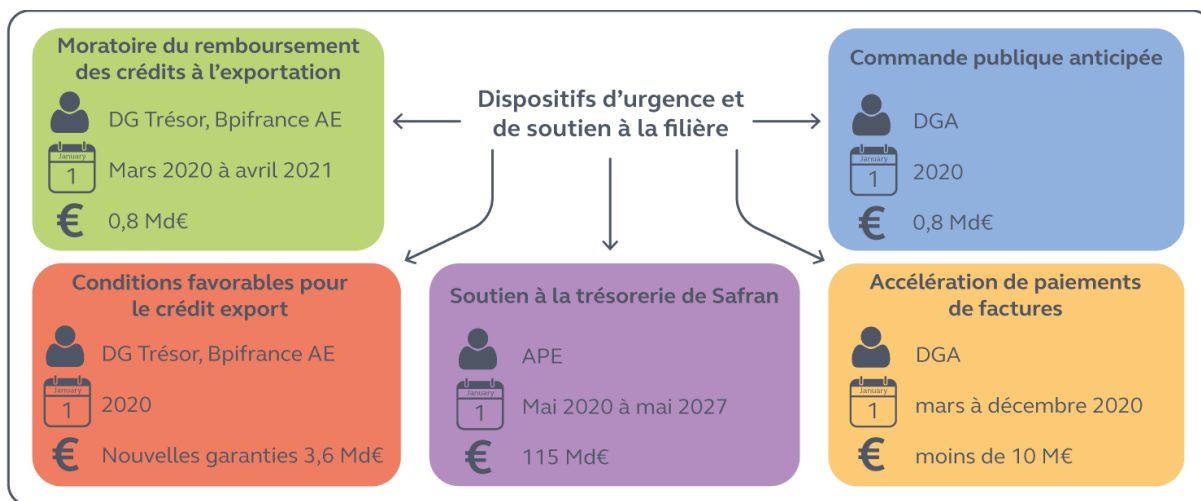 Moratoire du remboursement
des crédits à l'exportation
DG Trésor, Bpifrance AE
January
1
Mars 2020 à avril 2021
€
0,8 Md€
Dispositifs d'urgence et
de soutien à la filière
Commande publique anticipée
DGA
January
1
2020
€
0,8 Md€
Conditions favorables pour
le crédit export
DG Trésor, Bpifrance AE
January
1
2020
€
Nouvelles garanties 3,6 Md€
Soutien à la trésorerie de Safran
APE
January
1
Mai 2020 à mai 2027
€
115 Md€
Accélération de paiements
de factures
DGA
January
1
mars à décembre 2020
€
moins de 10 M€